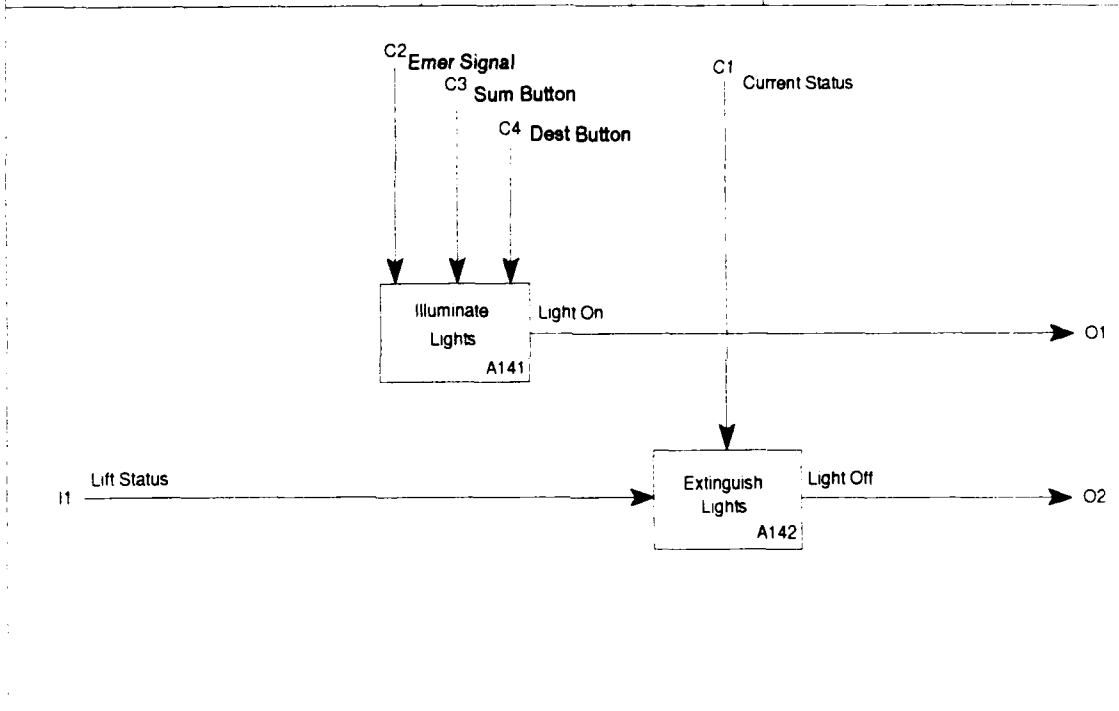 C2 Emer Signal
C3 Sum Button
C4 Dest Button
C1 Current Status
Illuminate
Lights
A141
Light On
O1
I1 Lift Status
Extinguish
Lights
A142
Light Off
O2